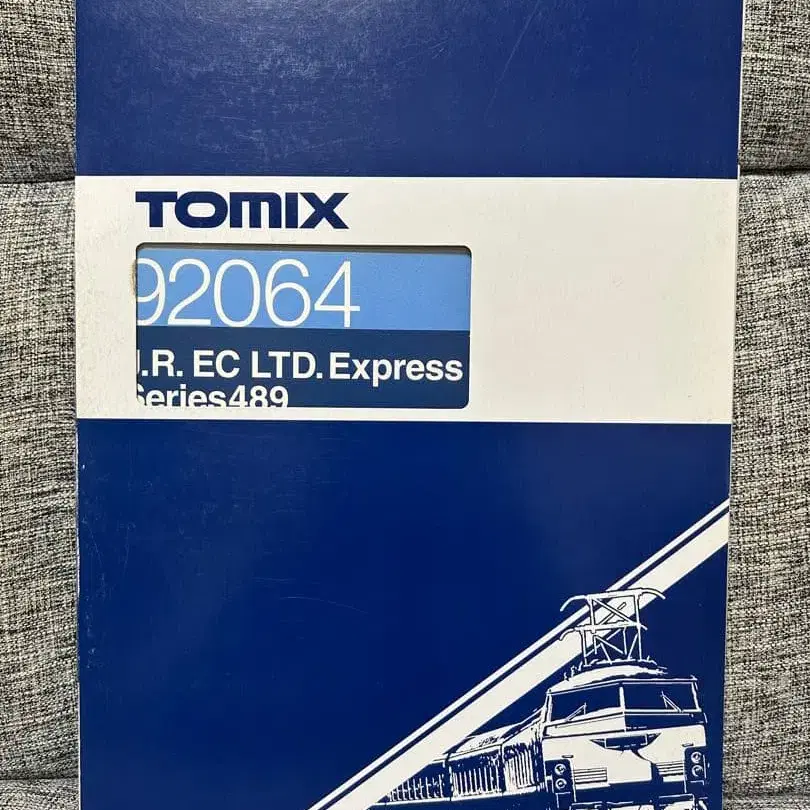 TOMIX
92064
J.R. EC LTD. Express
Series489